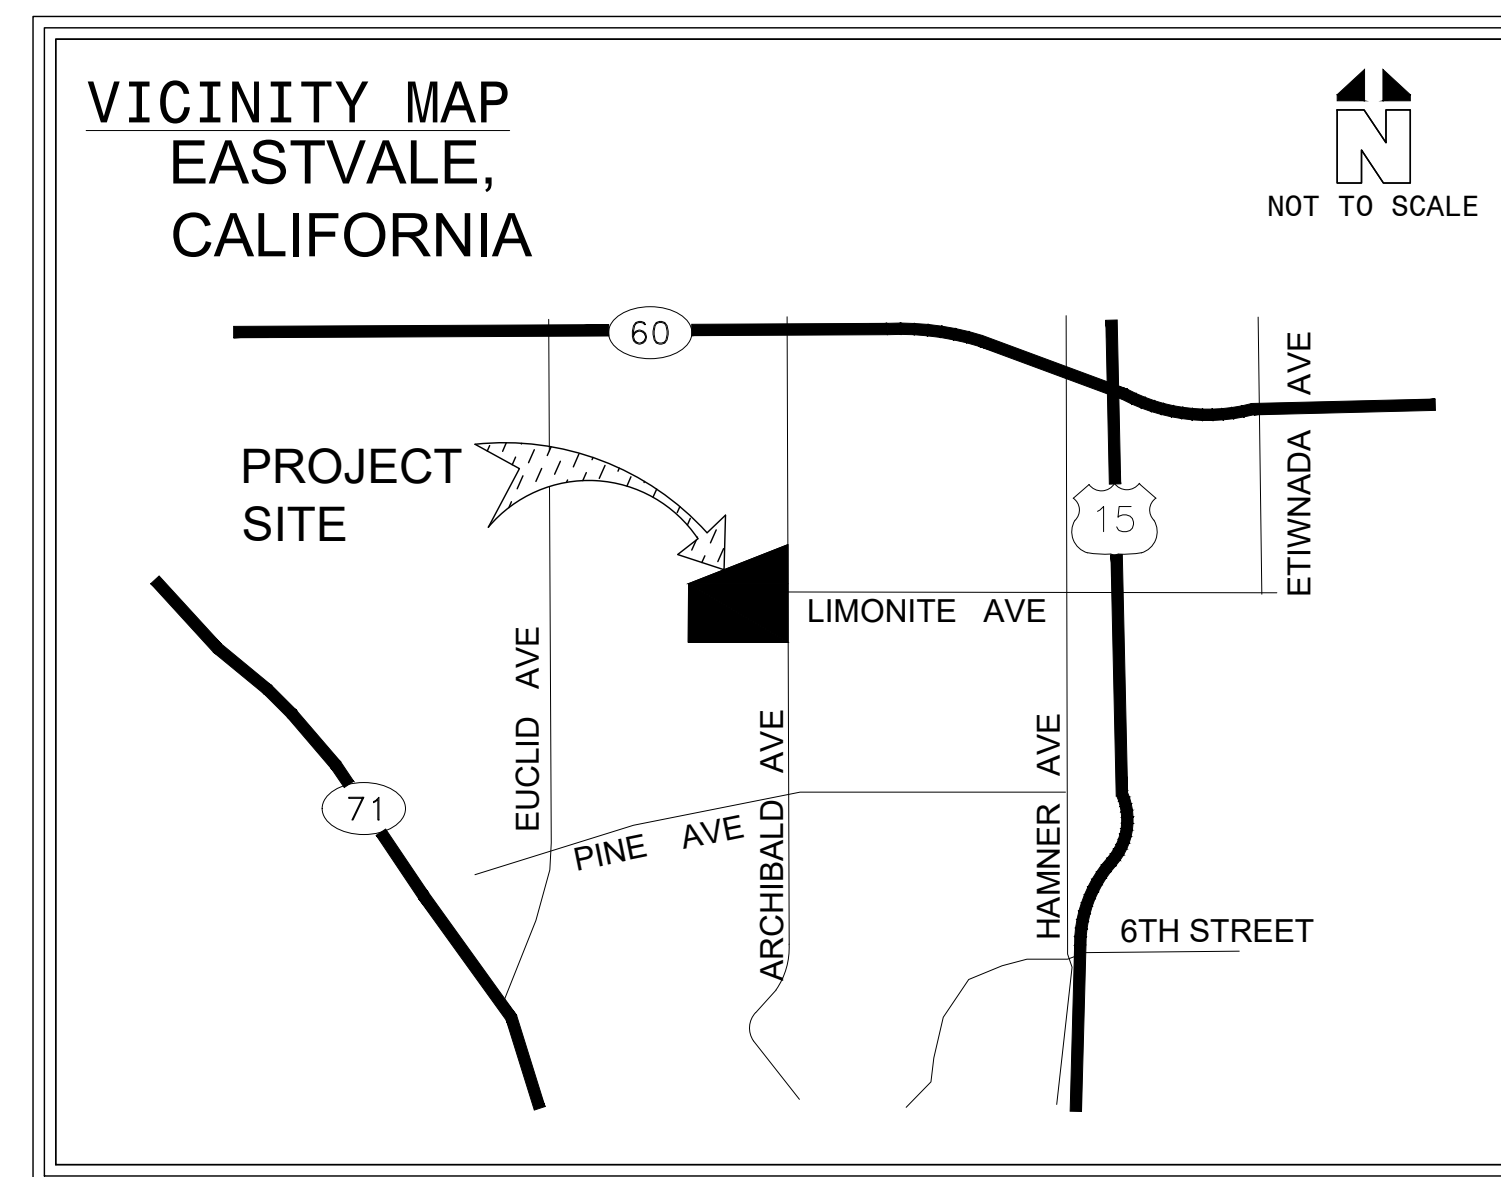 VICINITY MAP
EASTVALE,
CALIFORNIA
N
NOT TO SCALE
60
ETIWNADA AVE
PROJECT
SITE
15
LIMONITE AVE
EUCLID AVE
ARCHIBALD AVE
HAMNER AVE
71
PINE AVE
6TH STREET